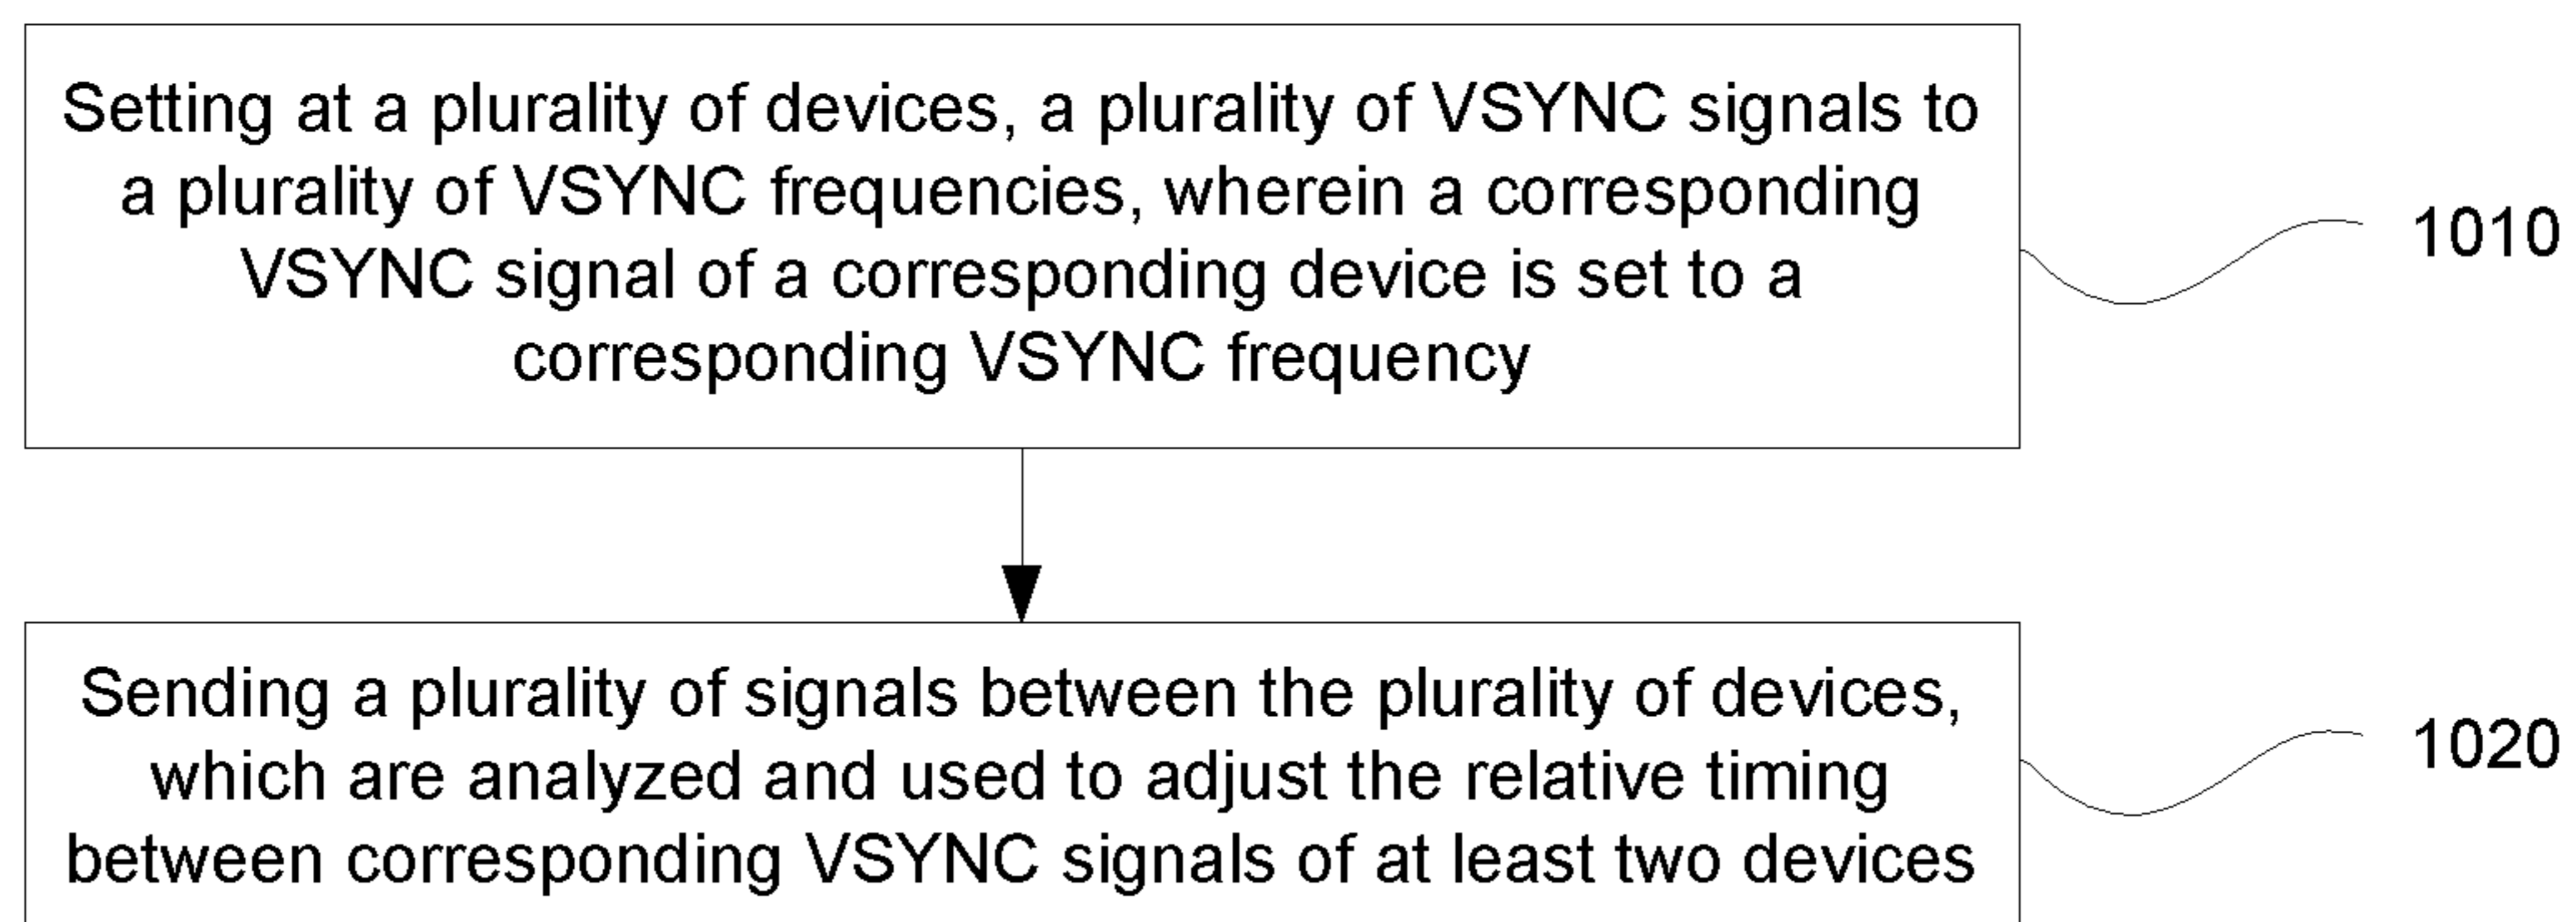 Setting at a plurality of devices, a plurality of VSYNC signals to
a plurality of VSYNC frequencies, wherein a corresponding
VSYNC signal of a corresponding device is set to a
corresponding VSYNC frequency
1010
Sending a plurality of signals between the plurality of devices,
which are analyzed and used to adjust the relative timing
between corresponding VSYNC signals of at least two devices
1020